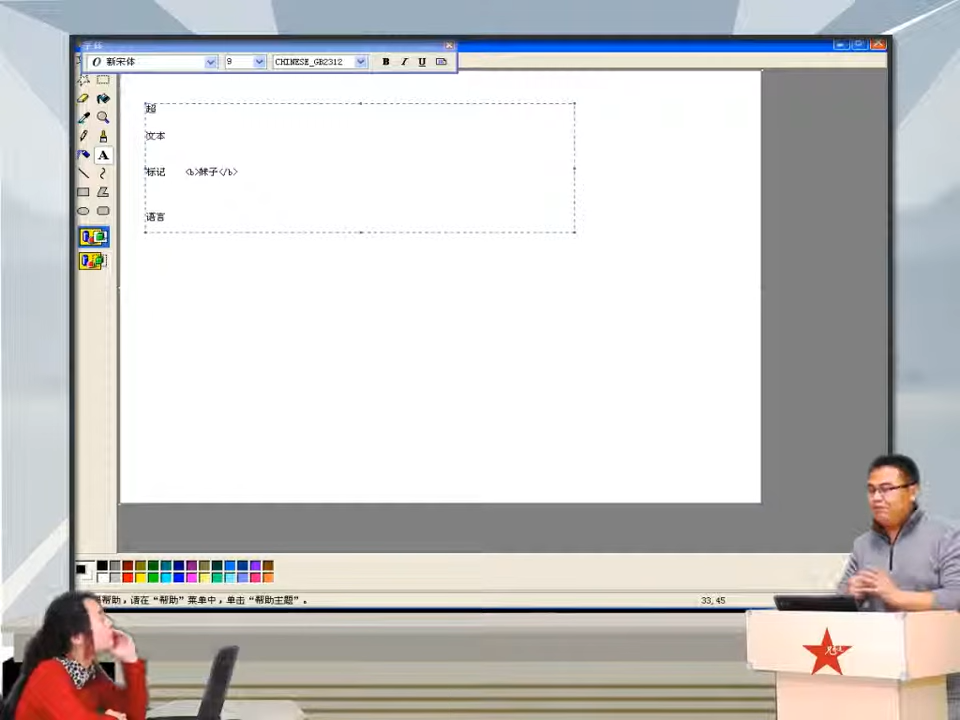 新宋体
9
CHINESE_GB2312
B
I
U
A
超
文本
标记 <b>妹子</b>
语言
帮助，请在“帮助”菜单中，单击“帮助主题”。
33,45